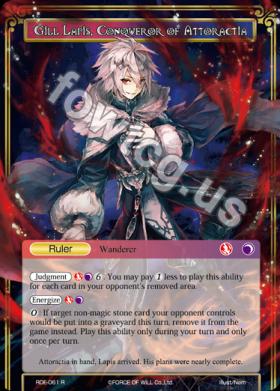 Gill Lapis, Conqueror of Attoractia
fowtcg.us
Ruler
Wanderer
Judgment 6. You may pay 1 less to play this ability
for each card in your opponent's removed area.
Energize
0: If target non-magic stone card your opponent controls
would be put into a graveyard this turn, remove it from the
game instead. Play this ability only during your turn and only
once per turn.
Attoractia in hand, Lapis arrived. His plans were nearly complete.
RDE-061 R
©FORCE OF WILL Co.,Ltd.
illust/Nam